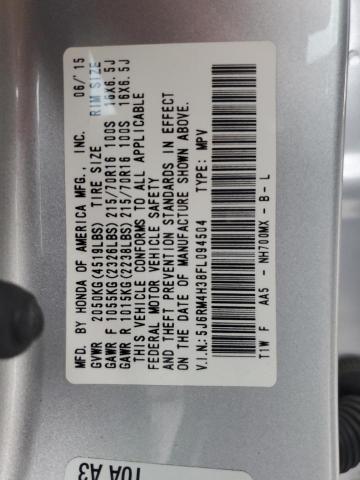 MFD. BY HONDA OF AMERICA MFG., INC. 06/ 15
GVWR 2050KG(4519LBS) TIRE SIZE RIM SIZE
GAWR F 1055KG(2326LBS)215/70R16 100S 16X6.5J
GAWR R 1015KG(2238LBS)215/70R16 100S 16X6.5J
THIS VEHICLE CONFORMS TO ALL APPLICABLE
FEDERAL MOTOR VEHICLE SAFETY
AND THEFT PREVENTION STANDARDS IN EFFECT
ON THE DATE OF MANUFACTURE SHOWN ABOVE.
V.I.N.: 5J6RM4H38FL094504 TYPE: MPV
T1W F AA5 - NH700MX - B - L
T0A A3